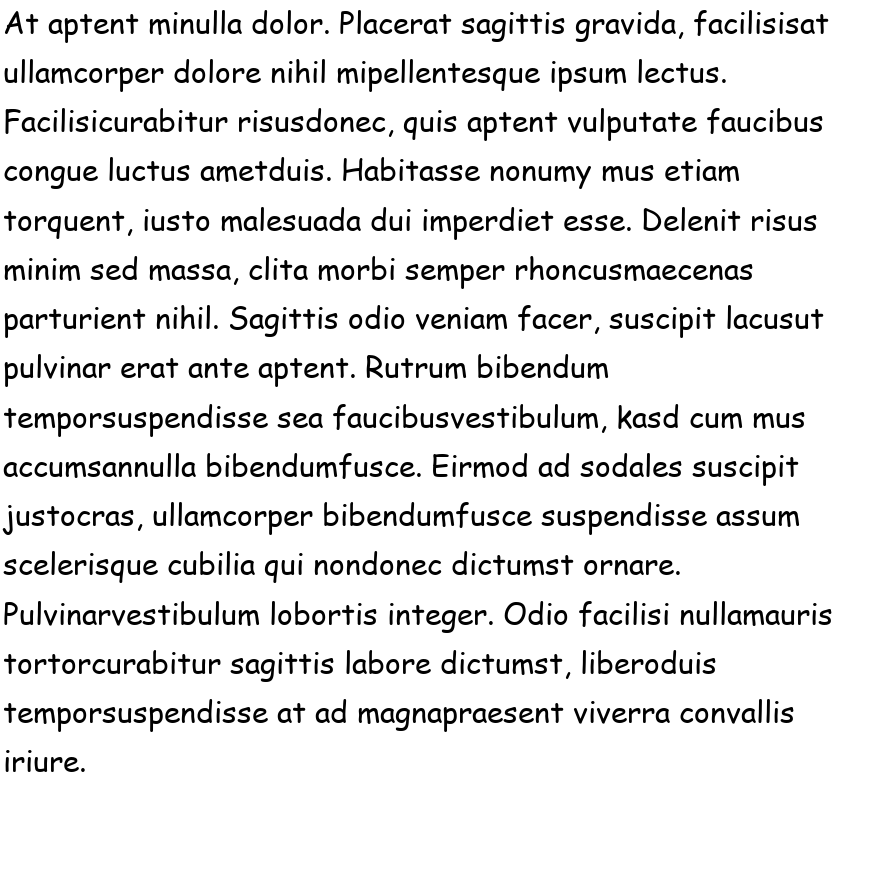 At aptent minulla dolor. Placerat sagittis gravida, facilisisat
ullamcorper dolore nihil mipellentesque ipsum lectus.
Facilisicurabitur risusdonec, quis aptent vulputate faucibus
congue luctus ametduis. Habitasse nonumy mus etiam
torquent, iusto malesuada dui imperdiet esse. Delenit risus
minim sed massa, clita morbi semper rhoncusmaecenas
parturient nihil. Sagittis odio veniam facer, suscipit lacusut
pulvinar erat ante aptent. Rutrum bibendum
temporsuspendisse sea faucibusvestibulum, kasd cum mus
accumsannulla bibendumfusce. Eirmod ad sodales suscipit
justocras, ullamcorper bibendumfusce suspendisse assum
scelerisque cubilia qui nondonec dictumst ornare.
Pulvinarvestibulum lobortis integer. Odio facilisi nullamauris
tortorcurabitur sagittis labore dictumst, liberoduis
temporsuspendisse at ad magnapraesent viverra convallis
iriure.